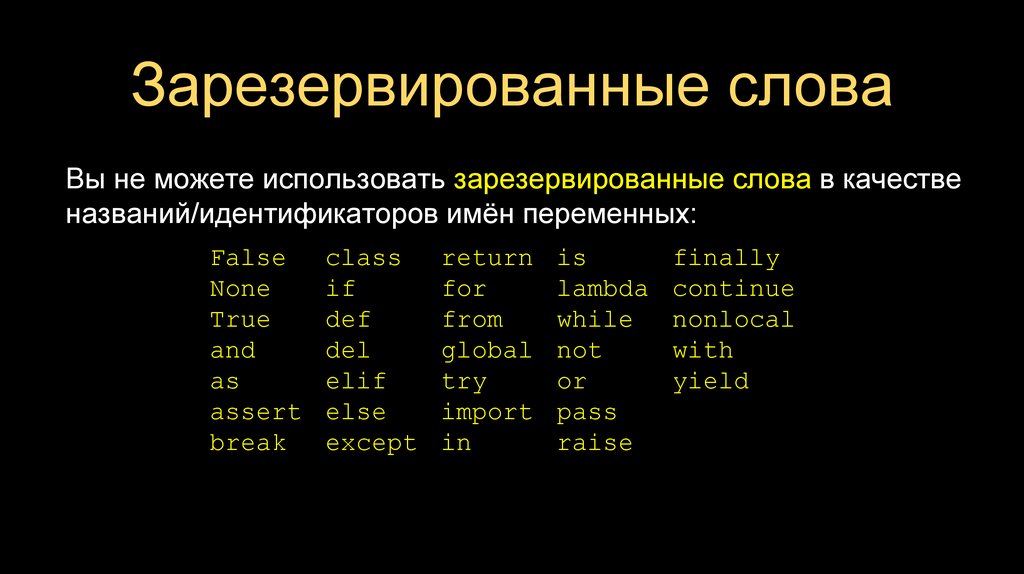 Зарезервированные слова
Вы не можете использовать зарезервированные слова в качестве
названий/идентификаторов имён переменных:
False class return is finally
None if for lambda continue
True def from while nonlocal
and del global not with
as elif try or yield
assert else import pass
break except in raise